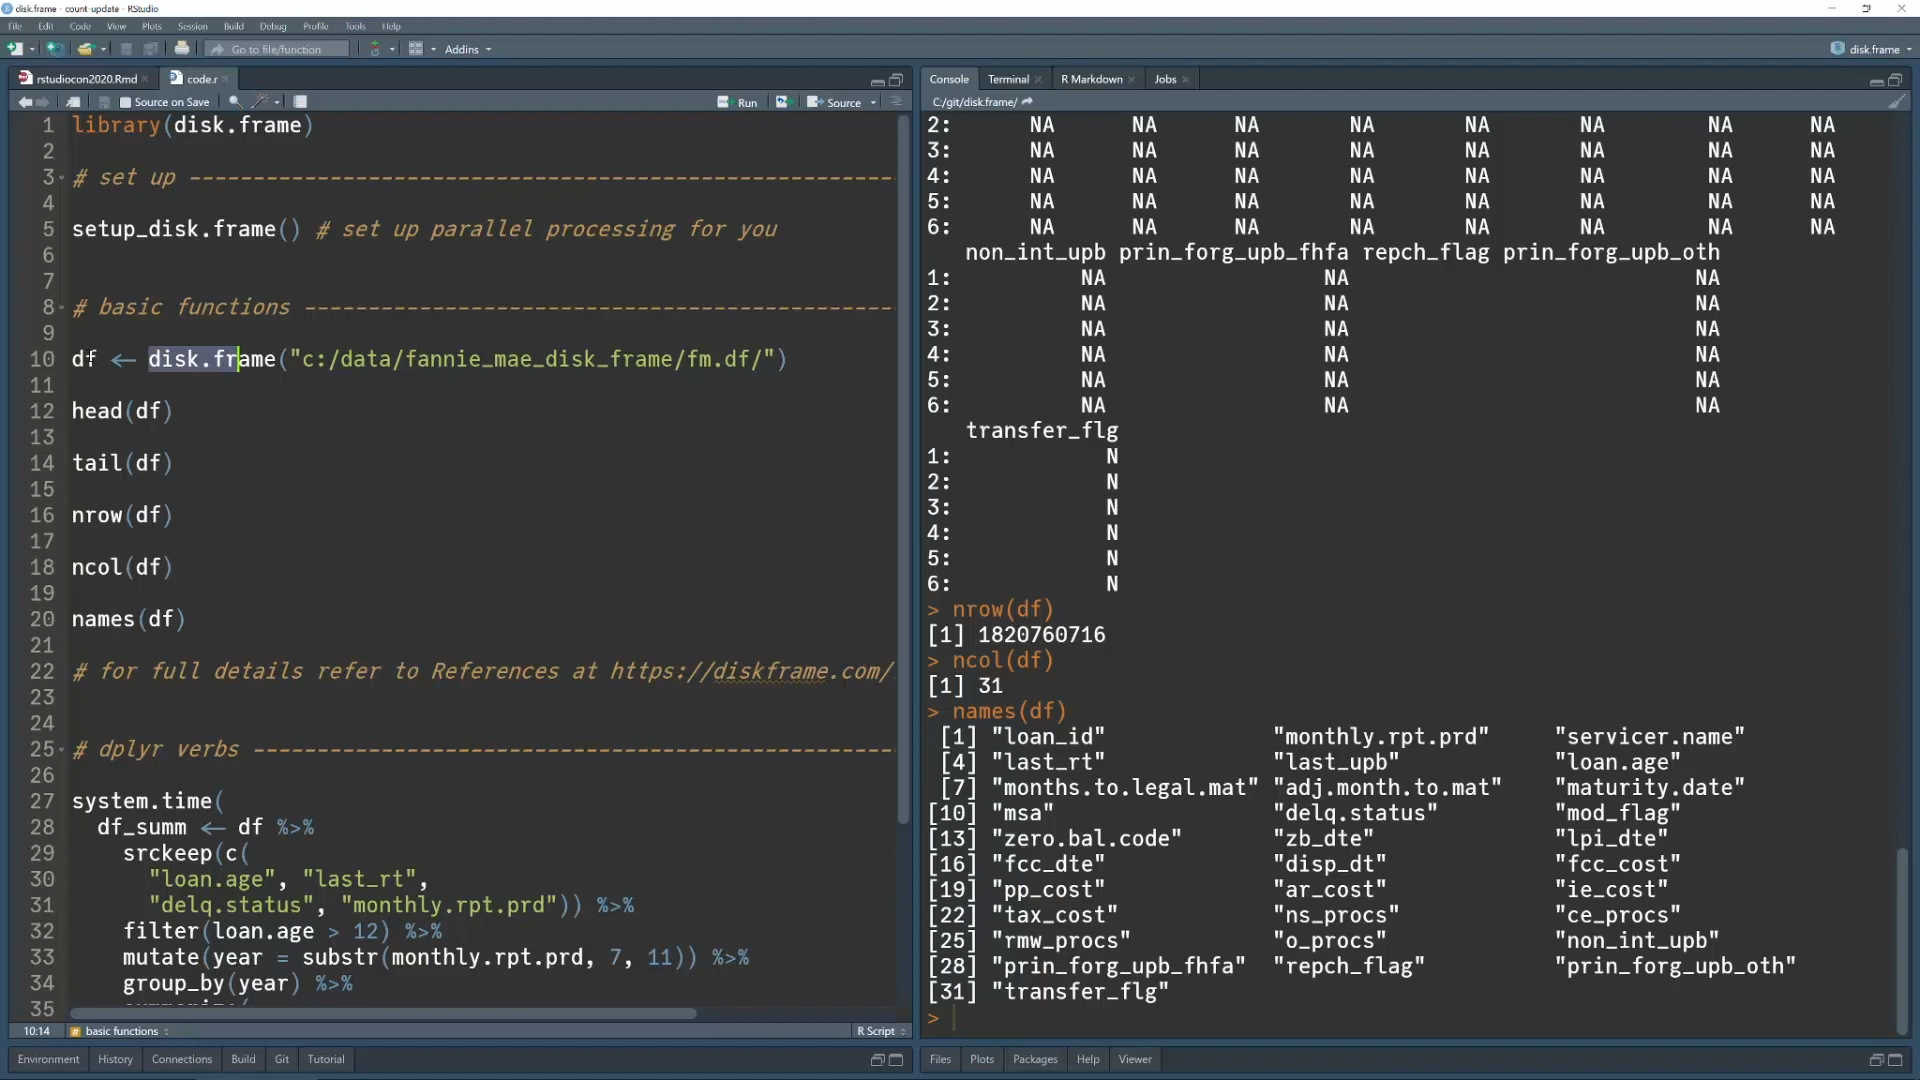 disk.frame - count-update - RStudio
File Edit Code View Plots Session Build Debug Profile Tools Help
Go to file/function Addins disk.frame
rstudiocon2020.Rmd code.r
Source on Save Run Source
1 library(disk.frame)
2
3 # set up -------------------------------------------------------
4
5 setup_disk.frame() # set up parallel processing for you
6
7
8 # basic functions ----------------------------------------------
9
10 df <- disk.frame("c:/data/fannie_mae_disk_frame/fm.df/")
11
12 head(df)
13
14 tail(df)
15
16 nrow(df)
17
18 ncol(df)
19
20 names(df)
21
22 # for full details refer to References at https://diskframe.com/
23
24
25 # dplyr verbs --------------------------------------------------
26
27 system.time(
28 df_summ <- df %>%
29 srckeep(c(
30 "loan.age", "last_rt",
31 "delq.status", "monthly.rpt.prd")) %>%
32 filter(loan.age > 12) %>%
33 mutate(year = substr(monthly.rpt.prd, 7, 11)) %>%
34 group_by(year) %>%
35 summarize(
10:14 basic functions R Script
Environment History Connections Build Git Tutorial
Console Terminal R Markdown Jobs
C:/git/disk.frame/
2: NA NA NA NA NA NA NA NA
3: NA NA NA NA NA NA NA NA
4: NA NA NA NA NA NA NA NA
5: NA NA NA NA NA NA NA NA
6: NA NA NA NA NA NA NA NA
non_int_upb prin_forg_upb_fhfa repch_flag prin_forg_upb_oth
1: NA NA NA
2: NA NA NA
3: NA NA NA
4: NA NA NA
5: NA NA NA
6: NA NA NA
transfer_flg
1: N
2: N
3: N
4: N
5: N
6: N
> nrow(df)
[1] 1820760716
> ncol(df)
[1] 31
> names(df)
[1] "loan_id" "monthly.rpt.prd" "servicer.name"
[4] "last_rt" "last_upb" "loan.age"
[7] "months.to.legal.mat" "adj.month.to.mat" "maturity.date"
[10] "msa" "delq.status" "mod_flag"
[13] "zero.bal.code" "zb_dte" "lpi_dte"
[16] "fcc_dte" "disp_dt" "fcc_cost"
[19] "pp_cost" "ar_cost" "ie_cost"
[22] "tax_cost" "ns_procs" "ce_procs"
[25] "rmw_procs" "o_procs" "non_int_upb"
[28] "prin_forg_upb_fhfa" "repch_flag" "prin_forg_upb_oth"
[31] "transfer_flg"
>
Files Plots Packages Help Viewer